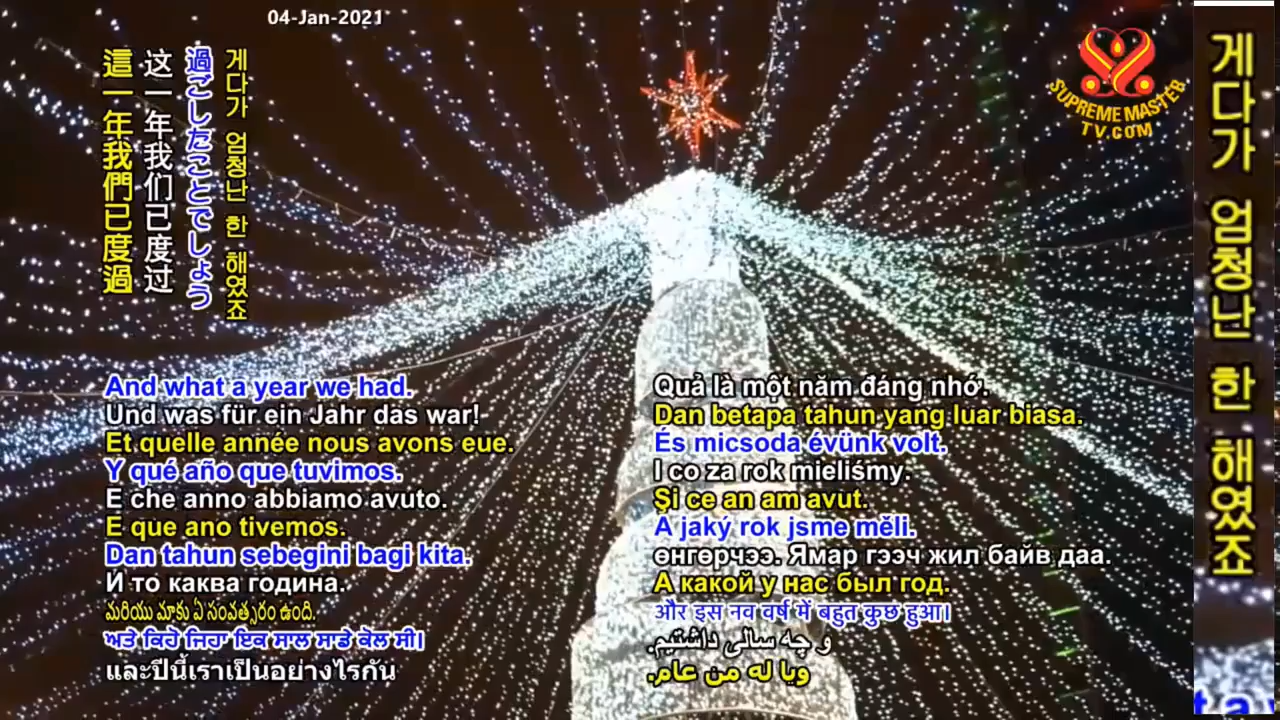 04-Jan-2021
게다가 엄청난 한 해였죠
過ごしたことでしょう
这一年我们已度过
這一年我們已度過
SUPREME MASTER
TV.COM
And what a year we had.
Und was für ein Jahr das war!
Et quelle année nous avons eue.
Y qué año que tuvimos.
E che anno abbiamo avuto.
E que ano tivemos.
Dan tahun sebegini bagi kita.
И то каква година.
మరియు మాకు ఏ సంవత్సరం ఉంది.
ਅਤੇ ਕਿਹੋ ਜਿਹਾ ਇਕ ਸਾਲ ਸਾਡੇ ਕੋਲ ਸੀ।
และปีนี้เราเป็นอย่างไรกัน
Quả là một năm đáng nhớ.
Dan betapa tahun yang luar biasa.
És micsoda évünk volt.
I co za rok mieliśmy.
Şi ce an am avut.
A jaký rok jsme měli.
өнгөрчээ. Ямар гээч жил байв даа.
А какой у нас был год.
और इस नव वर्ष में बहुत कुछ हुआ।
و چه سالی داشتیم.
ويا له من عام.
게다가 엄청난 한 해였죠